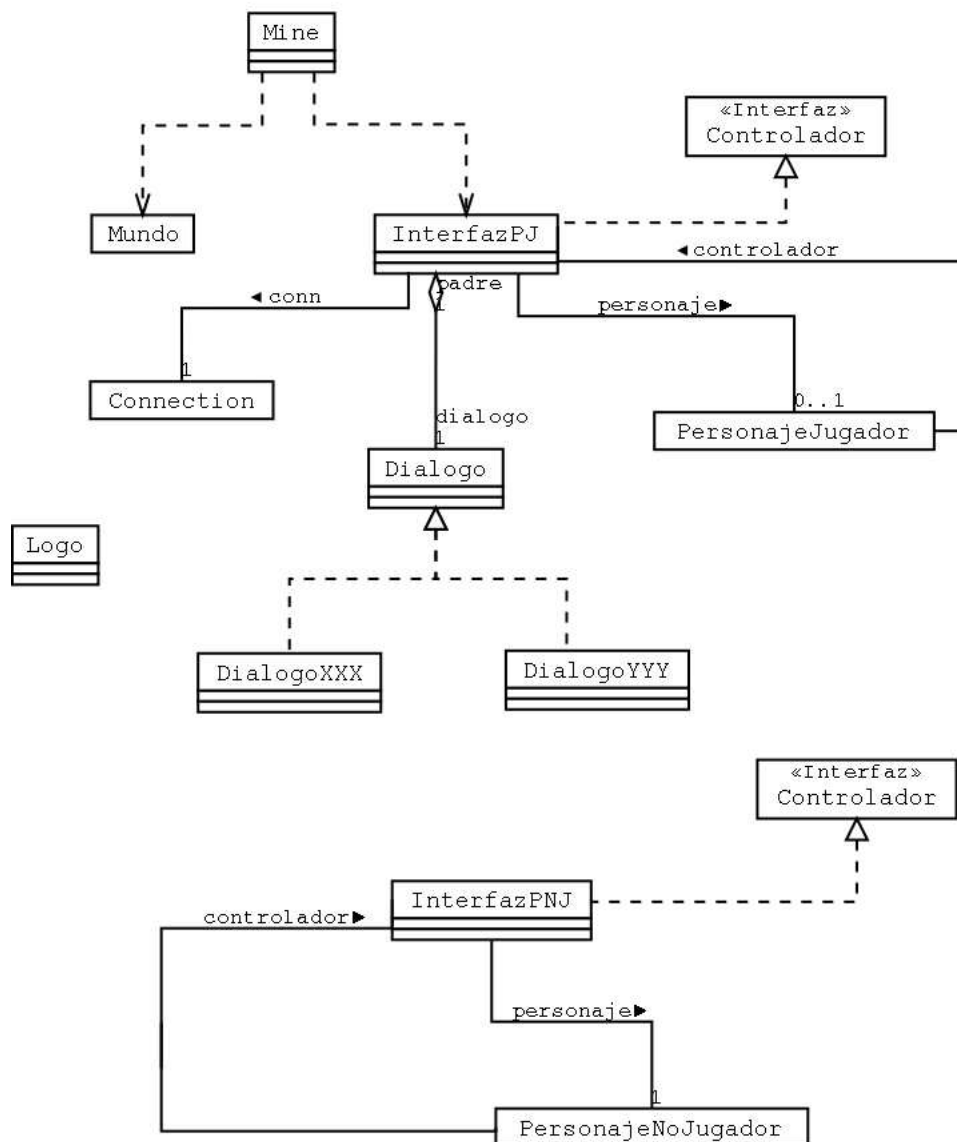 Mine
«Interfaz»
Controlador
Mundo
InterfazPJ
◄ controlador
padre
1
◄ conn
personaje►
1
Connection
0..1
PersonajeJugador
dialogo
1
Dialogo
Logo
DialogoXXX
DialogoYYY
«Interfaz»
Controlador
InterfazPNJ
controlador►
personaje►
1
PersonajeNoJugador